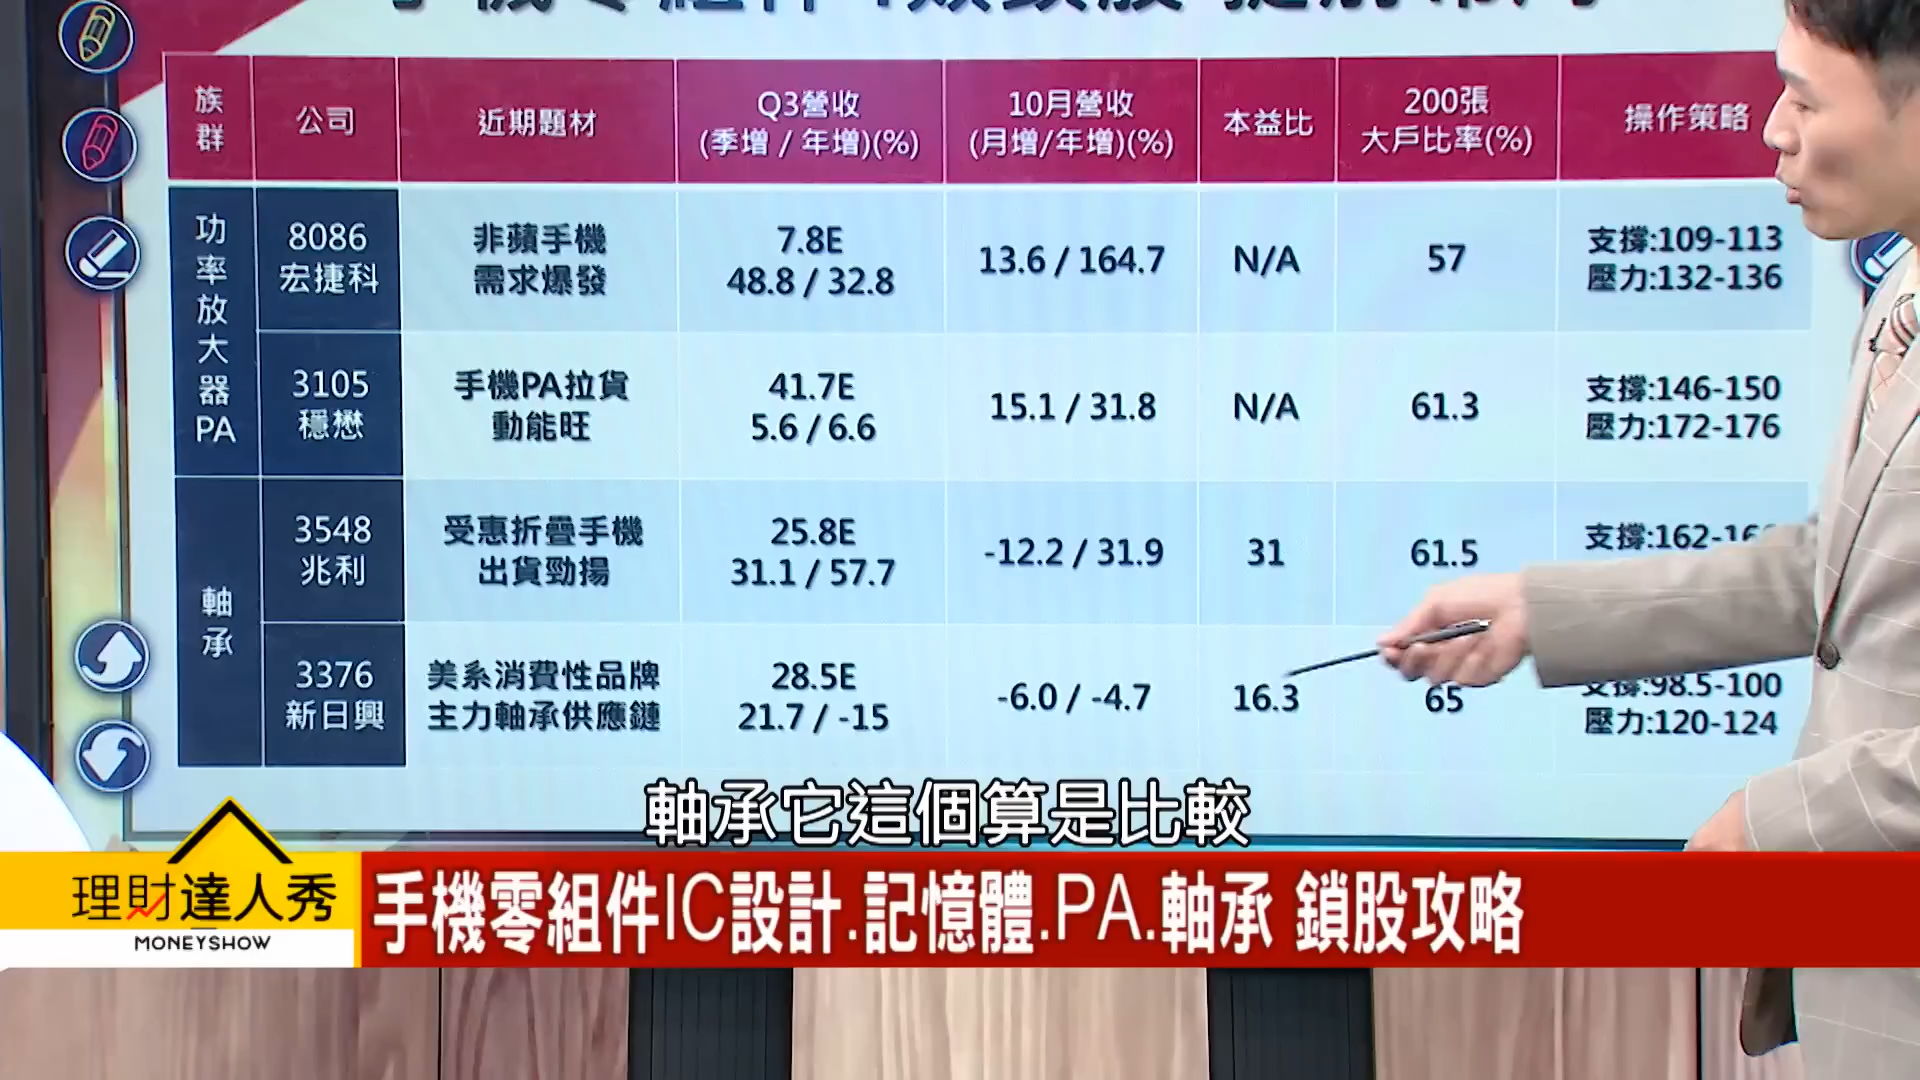 族群
公司
近期題材
Q3營收
(季增 / 年增)(%)
10月營收
(月增/年增)(%)
本益比
200張
大戶比率(%)
操作策略
功率放大器PA
8086
宏捷科
非蘋手機
需求爆發
7.8E
48.8 / 32.8
13.6 / 164.7
N/A
57
支撐:109-113
壓力:132-136
3105
穩懋
手機PA拉貨
動能旺
41.7E
5.6 / 6.6
15.1 / 31.8
N/A
61.3
支撐:146-150
壓力:172-176
軸承
3548
兆利
受惠折疊手機
出貨勁揚
25.8E
31.1 / 57.7
-12.2 / 31.9
31
61.5
支撐:162-16
3376
新日興
美系消費性品牌
主力軸承供應鏈
28.5E
21.7 / -15
-6.0 / -4.7
16.3
65
支撐:98.5-100
壓力:120-124
軸承它這個算是比較
理財達人秀
MONEYSHOW
手機零組件IC設計.記憶體.PA.軸承 鎖股攻略